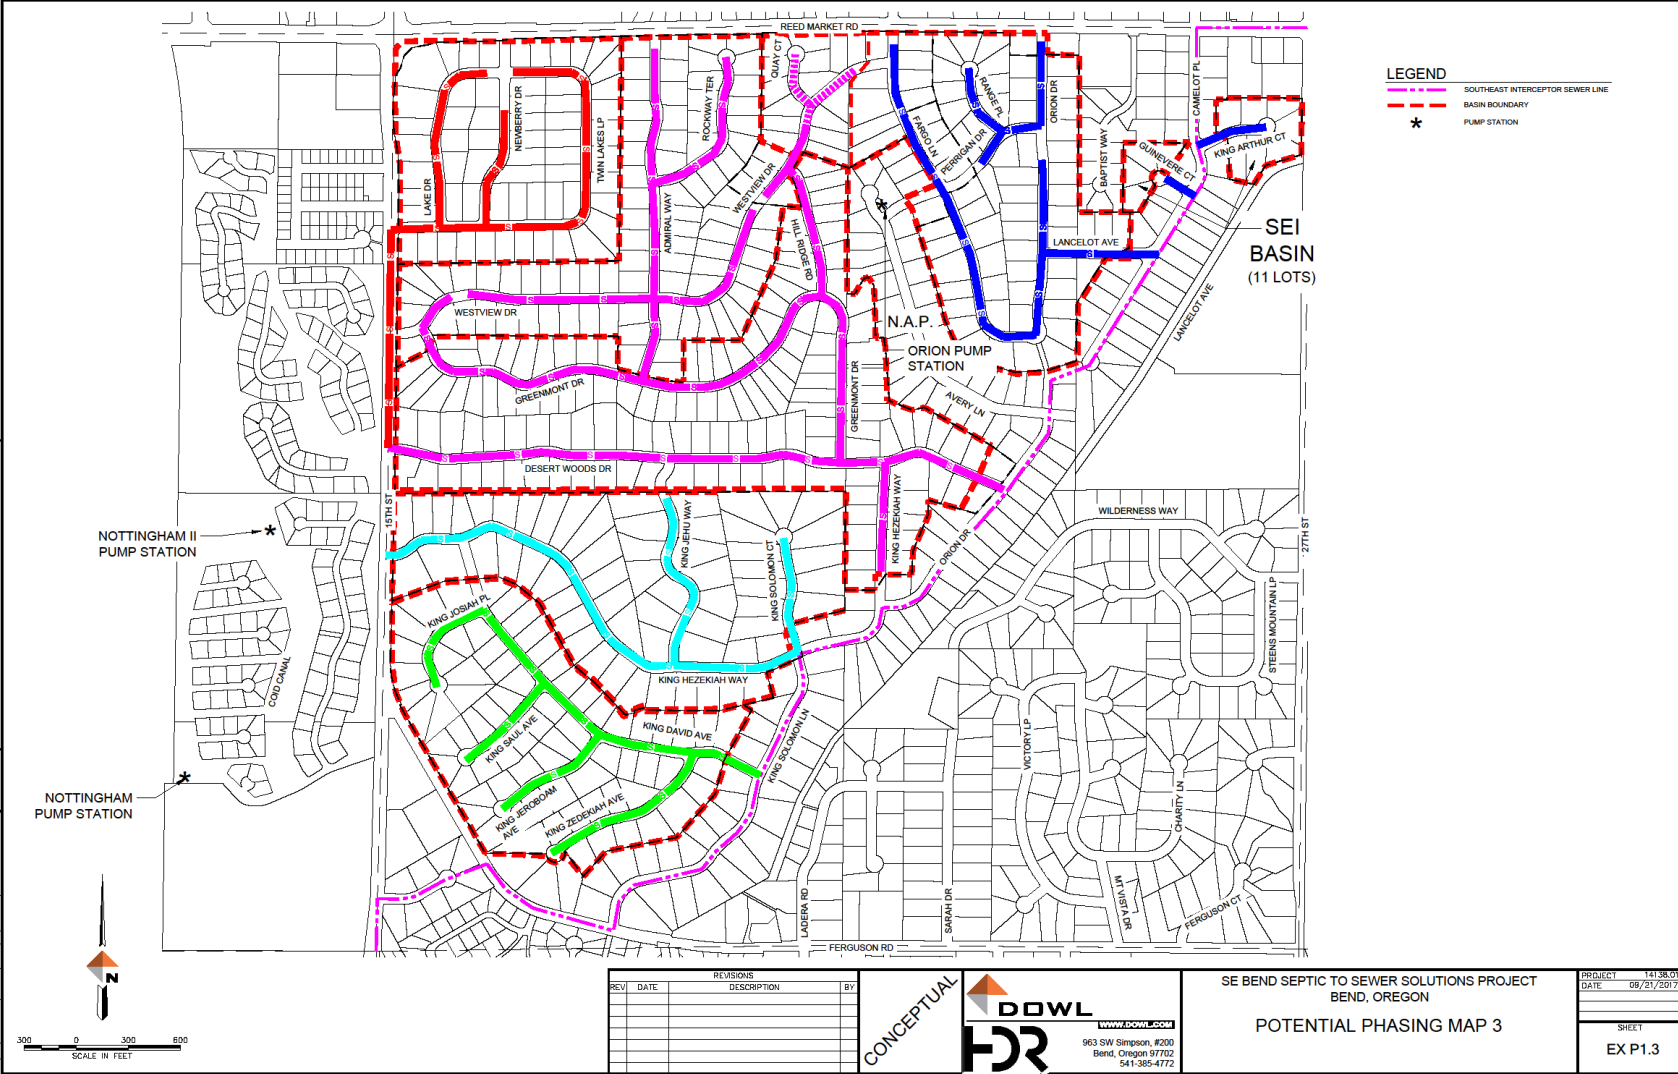 REED MARKET RD
LEGEND
SOUTHEAST INTERCEPTOR SEWER LINE
BASIN BOUNDARY
* PUMP STATION
QUAY CT
ROCKWAY TER
NEWBERRY DR
TWIN LAKES LP
LAKE DR
ADMIRAL WAY
WESTVIEW DR
HILL RIDGE RD
FARGO LN
PERRIGAN DR
RANGE PL
ORION DR
BAPTIST WAY
CAMELOT PL
GUINEVERE CT
KING ARTHUR CT
LANCELOT AVE
SEI
BASIN
(11 LOTS)
LANCELOT AVE
WESTVIEW DR
N.A.P.
ORION PUMP
STATION
GREENMONT DR
GREENMONT DR
AVERY LN
DESERT WOODS DR
15TH ST
KING HEZEKIAH WAY
ORION DR
WILDERNESS WAY
27TH ST
STEENS MOUNTAIN LP
NOTTINGHAM II
PUMP STATION
KING JEHU WAY
KING SOLOMON CT
KING JOSIAH PL
KING HEZEKIAH WAY
COID CANAL
KING SAUL AVE
KING DAVID AVE
KING SOLOMON LN
KING JEROBOAM
AVE
KING ZEDEKIAH AVE
VICTORY LP
CHARITY LN
NOTTINGHAM
PUMP STATION
LADERA RD
SARAH DR
MT VISTA DR
FERGUSON CT
FERGUSON RD
N
300 0 300 600
SCALE IN FEET
REVISIONS
REV DATE DESCRIPTION BY
CONCEPTUAL
DOWL
WWW.DOWL.COM
HDR
963 SW Simpson, #200
Bend, Oregon 97702
541-385-4772
SE BEND SEPTIC TO SEWER SOLUTIONS PROJECT
BEND, OREGON
POTENTIAL PHASING MAP 3
PROJECT 14138.01
DATE 09/21/2017
SHEET
EX P1.3